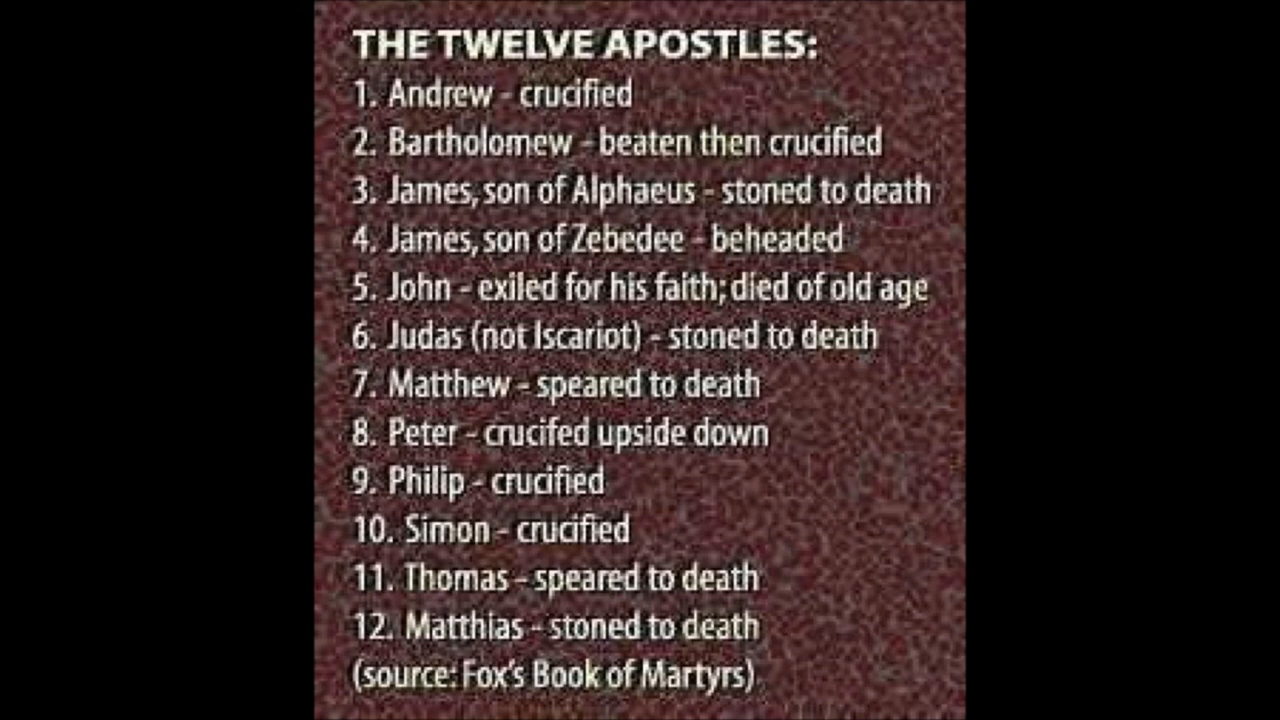 THE TWELVE APOSTLES:
1. Andrew - crucified
2. Bartholomew - beaten then crucified
3. James, son of Alphaeus - stoned to death
4. James, son of Zebedee - beheaded
5. John - exiled for his faith; died of old age
6. Judas (not Iscariot) - stoned to death
7. Matthew - speared to death
8. Peter - crucifed upside down
9. Philip - crucified
10. Simon - crucified
11. Thomas - speared to death
12. Matthias - stoned to death
(source: Fox's Book of Martyrs)